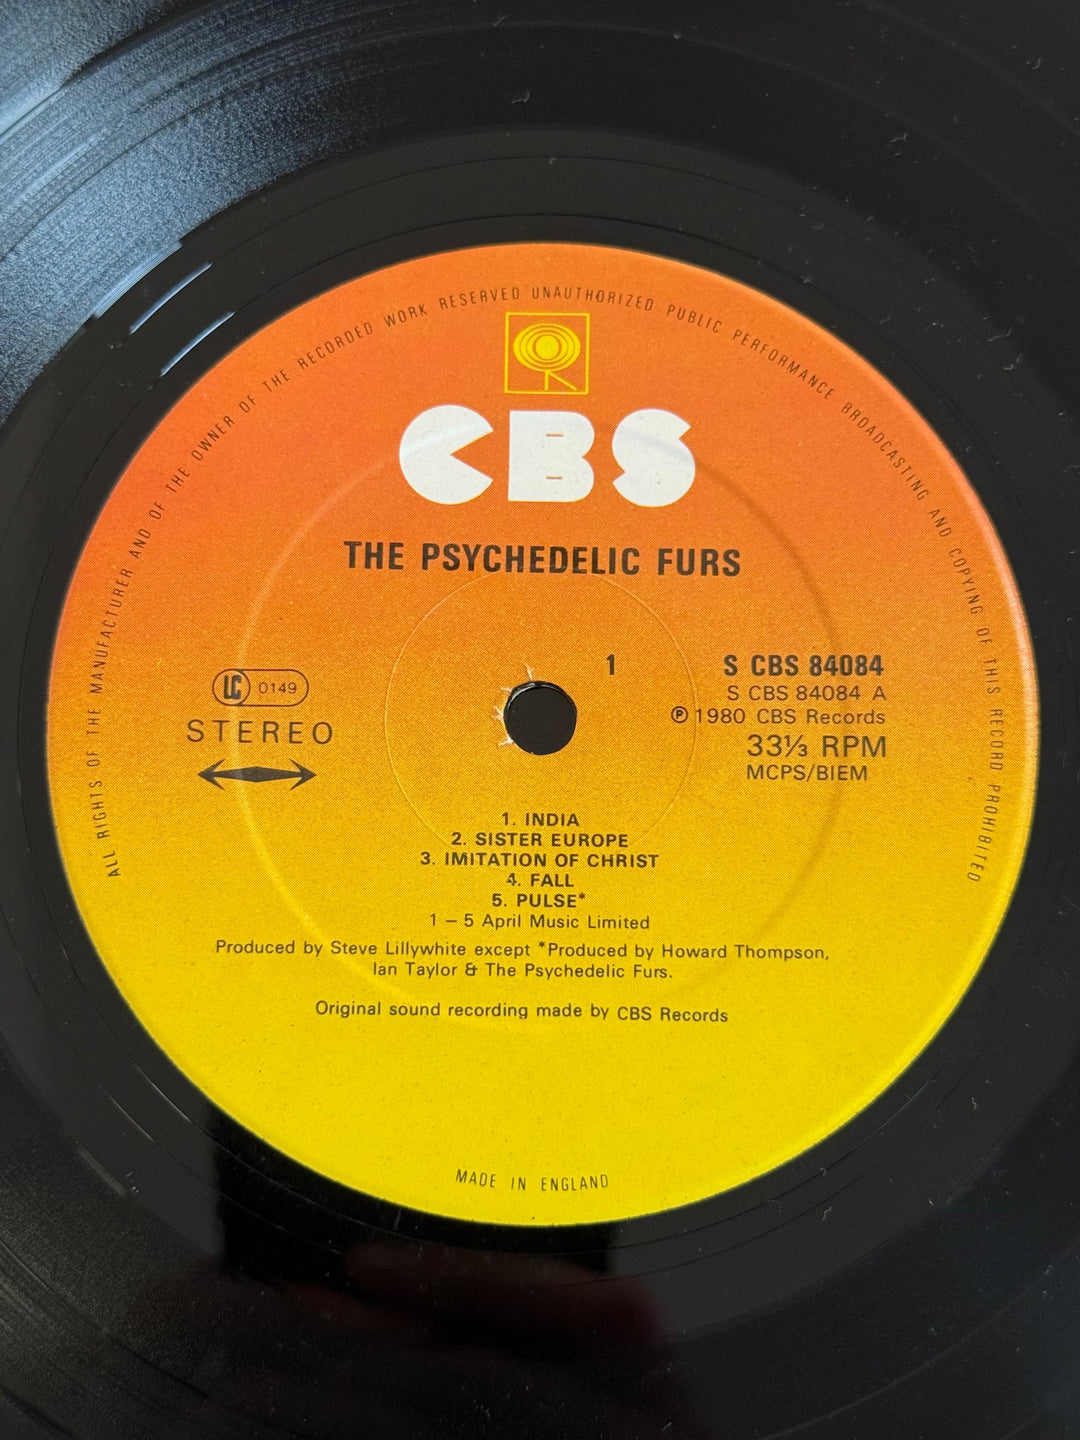 ALL RIGHTS OF THE MANUFACTURER AND OF THE OWNER OF THE RECORDED WORK RESERVED UNAUTHORIZED PUBLIC PERFORMANCE BROADCASTING AND COPYING OF THIS RECORD PROHIBITED
CBS
THE PSYCHEDELIC FURS
1
S CBS 84084
LC 0149
S CBS 84084 A
℗ 1980 CBS Records
STEREO
33⅓ RPM
MCPS/BIEM
1. INDIA
2. SISTER EUROPE
3. IMITATION OF CHRIST
4. FALL
5. PULSE*
1 – 5 April Music Limited
Produced by Steve Lillywhite except *Produced by Howard Thompson,
Ian Taylor & The Psychedelic Furs.
Original sound recording made by CBS Records
MADE IN ENGLAND